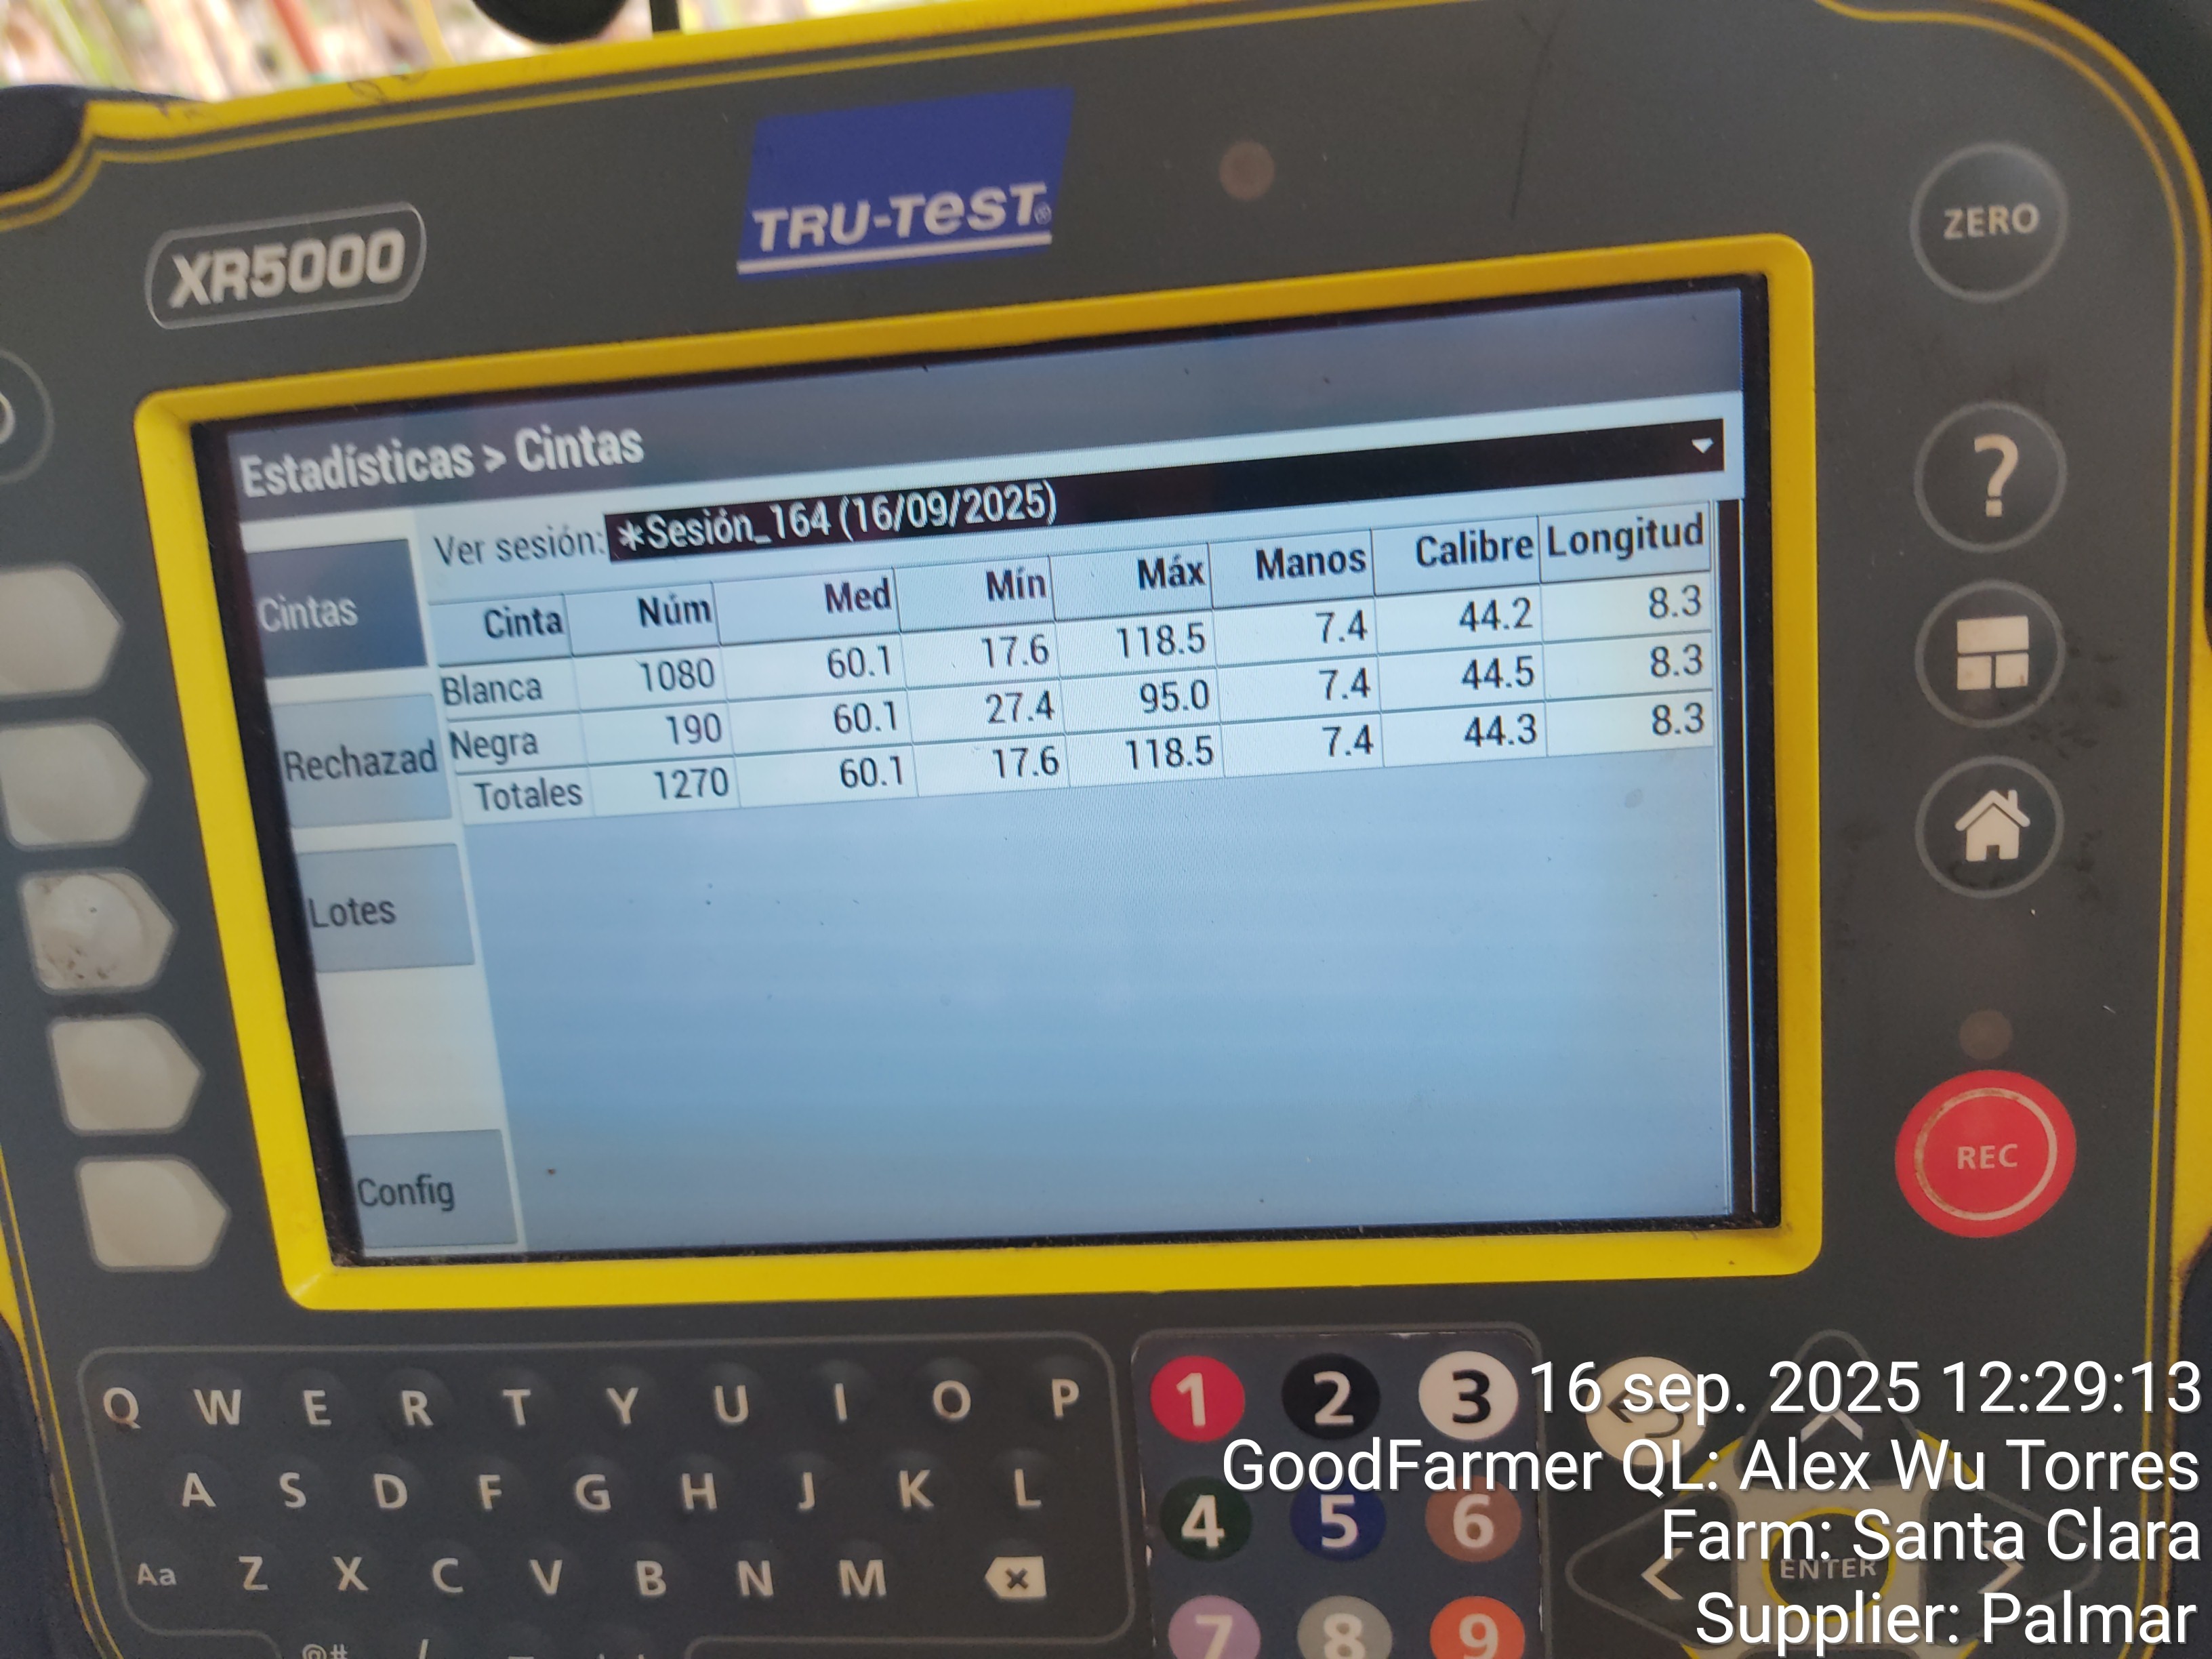 XR5000
TRU-TEST®
ZERO
?
Estadísticas > Cintas
Ver sesión: *Sesión_164 (16/09/2025)
Cinta Núm Med Mín Máx Manos Calibre Longitud
Blanca 1080 60.1 17.6 118.5 7.4 44.2 8.3
Negra 190 60.1 27.4 95.0 7.4 44.5 8.3
Totales 1270 60.1 17.6 118.5 7.4 44.3 8.3
Cintas
Rechazad
Lotes
Config
REC
Q W E R T Y U I O P
A S D F G H J K L
Aa Z X C V B N M
@# /
1 2 3
4 5 6
7 8 9
ENTER
16 sep. 2025 12:29:13
GoodFarmer QL: Alex Wu Torres
Farm: Santa Clara
Supplier: Palmar